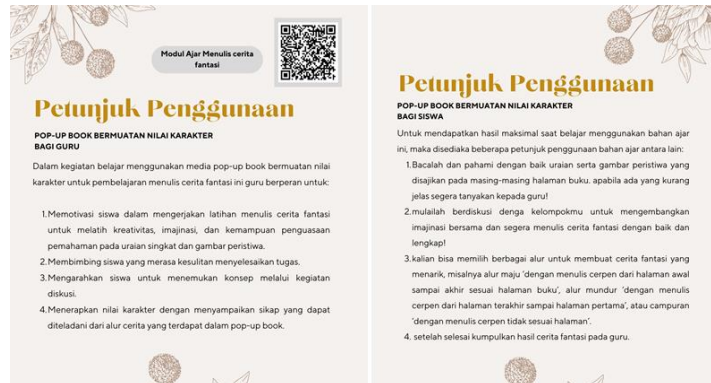 Modul Ajar Menulis cerita
fantasi
Petunjuk Penggunaan
POP-UP BOOK BERMUATAN NILAI KARAKTER
BAGI GURU
Dalam kegiatan belajar menggunakan media pop-up book bermuatan nilai
karakter untuk pembelajaran menulis cerita fantasi ini guru berperan untuk:
1.Memotivasi siswa dalam mengerjakan latihan menulis cerita fantasi
untuk melatih kreativitas, imajinasi, dan kemampuan penguasaan
pemahaman pada uraian singkat dan gambar peristiwa.
2.Membimbing siswa yang merasa kesulitan menyelesaikan tugas.
3.Mengarahkan siswa untuk menemukan konsep melalui kegiatan
diskusi.
4.Menerapkan nilai karakter dengan menyampaikan sikap yang dapat
diteladani dari alur cerita yang terdapat dalam pop-up book.
Petunjuk Penggunaan
POP-UP BOOK BERMUATAN NILAI KARAKTER
BAGI SISWA
Untuk mendapatkan hasil maksimal saat belajar menggunakan bahan ajar
ini, maka disediaka beberapa petunjuk penggunaan bahan ajar antara lain:
1.Bacalah dan pahami dengan baik uraian serta gambar peristiwa yang
disajikan pada masing-masing halaman buku. apabila ada yang kurang
jelas segera tanyakan kepada guru!
2.mulailah berdiskusi denga kelompokmu untuk mengembangkan
imajinasi bersama dan segera menulis cerita fantasi dengan baik dan
lengkap!
3.kalian bisa memilih berbagai alur untuk membuat cerita fantasi yang
menarik, misalnya alur maju 'dengan menulis cerpen dari halaman awal
sampai akhir sesuai halaman buku', alur mundur 'dengan menulis
cerpen dari halaman terakhir sampai halaman pertama', atau campuran
'dengan menulis cerpen tidak sesuai halaman'.
4. setelah selesai kumpulkan hasil cerita fantasi pada guru.